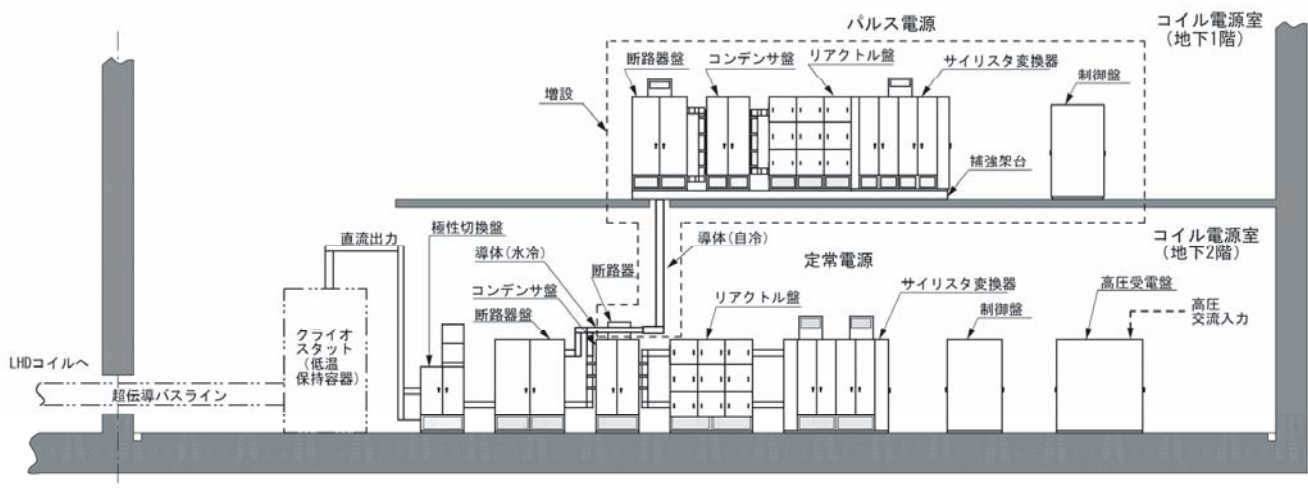 パルス電源
コイル電源室
(地下1階)
断路器盤
コンデンサ盤
リアクトル盤
サイリスタ変換器
制御盤
増設
補強架台
直流出力
極性切換盤
導体(水冷)
断路器
コンデンサ盤
断路器盤
導体(自冷)
定常電源
コイル電源室
(地下2階)
リアクトル盤
サイリスタ変換器
制御盤
高圧受電盤
高圧
交流入力
クライオ
スタット
(低温
保持容器)
LHDコイルへ
超伝導バスライン